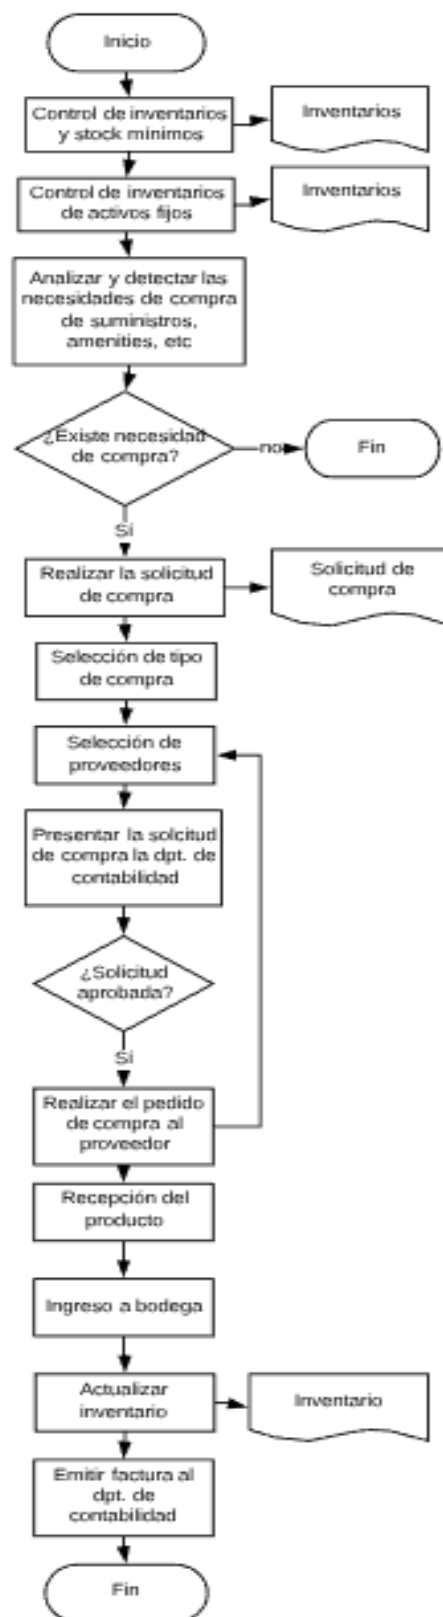 Inicio
Control de inventarios
y stock mínimos
Inventarios
Control de inventarios
de activos fijos
Inventarios
Analizar y detectar las
necesidades de compra
de suministros,
amenities, etc
¿Existe necesidad
de compra?
no
Fin
Sí
Realizar la solicitud
de compra
Solicitud de
compra
Selección de tipo
de compra
Selección de
proveedores
Presentar la solcitud
de compra la dpt. de
contabilidad
¿Solicitud
aprobada?
Sí
Realizar el pedido
de compra al
proveedor
Recepción del
producto
Ingreso a bodega
Actualizar
inventario
Inventario
Emitir factura al
dpt. de
contabilidad
Fin